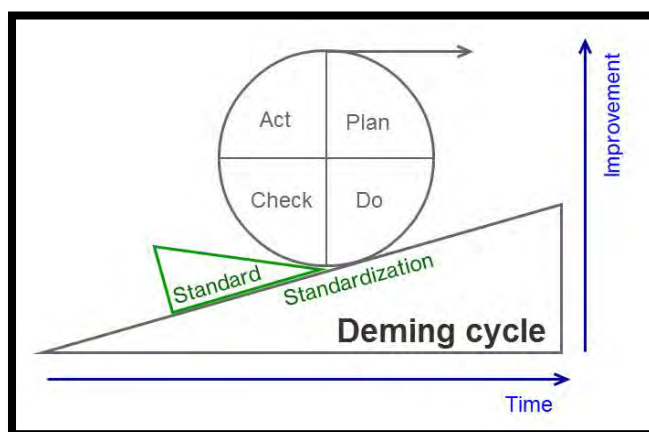 Act
Plan
Check
Do
Improvement
Standard
Standardization
Deming cycle
Time